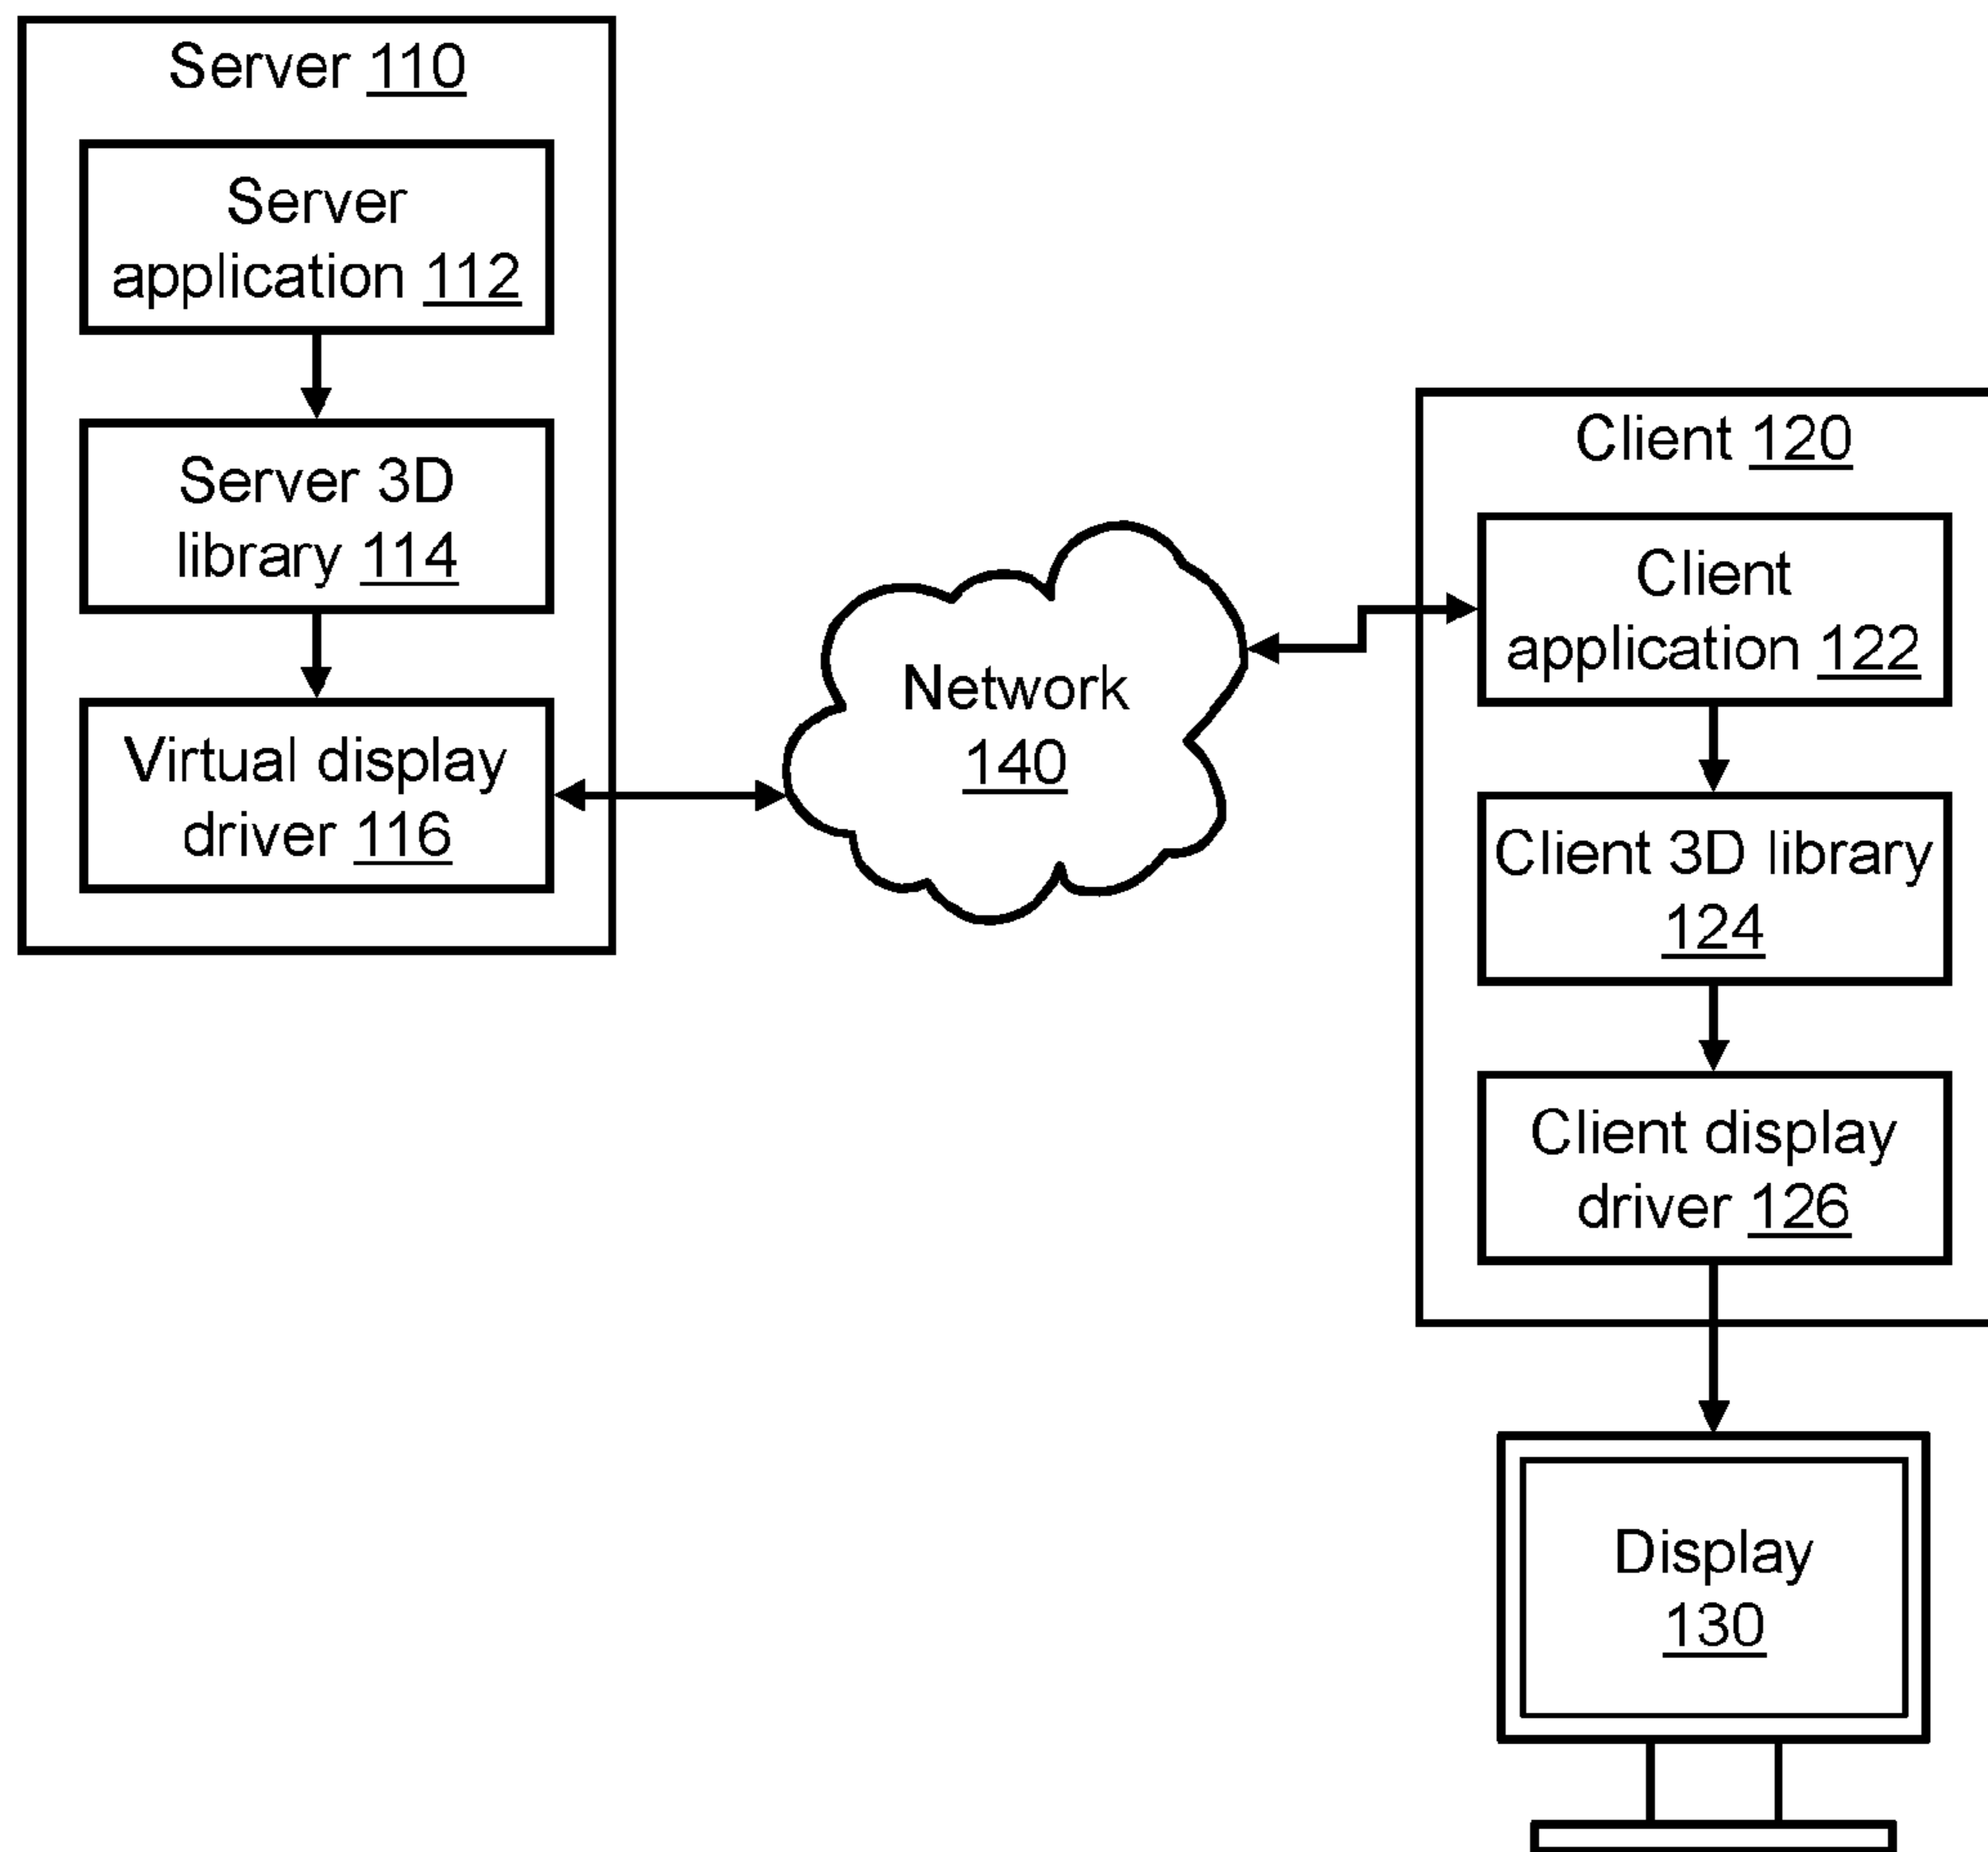 Server 110
Server
application 112
Server 3D
library 114
Virtual display
driver 116
Network
140
Client 120
Client
application 122
Client 3D library
124
Client display
driver 126
Display
130